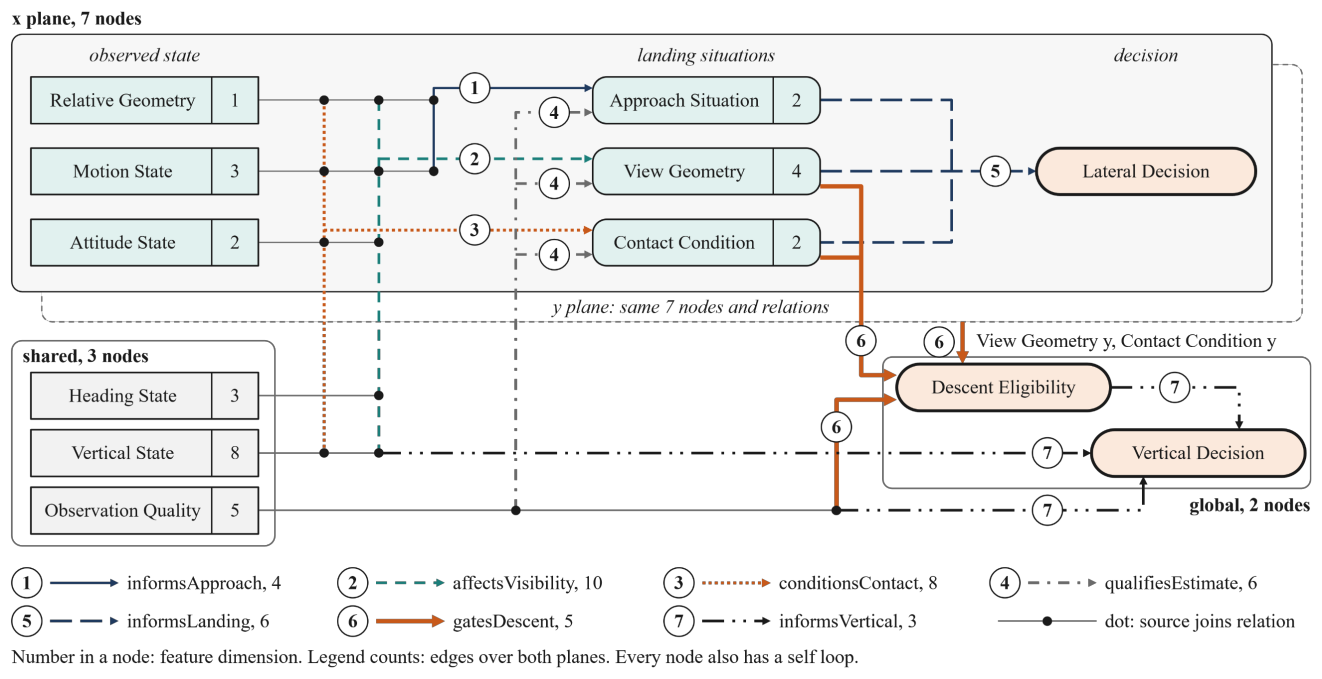 x plane, 7 nodes
observed state
landing situations
decision
Relative Geometry 1
1
Approach Situation 2
4
Motion State 3
2
View Geometry 4
4
5
Lateral Decision
Attitude State 2
3
Contact Condition 2
4
y plane: same 7 nodes and relations
6
6
View Geometry y, Contact Condition y
shared, 3 nodes
Heading State 3
Descent Eligibility
7
6
Vertical State 8
7
Vertical Decision
Observation Quality 5
7
global, 2 nodes
1 informsApproach, 4
2 affectsVisibility, 10
3 conditionsContact, 8
4 qualifiesEstimate, 6
5 informsLanding, 6
6 gatesDescent, 5
7 informsVertical, 3
dot: source joins relation
Number in a node: feature dimension. Legend counts: edges over both planes. Every node also has a self loop.